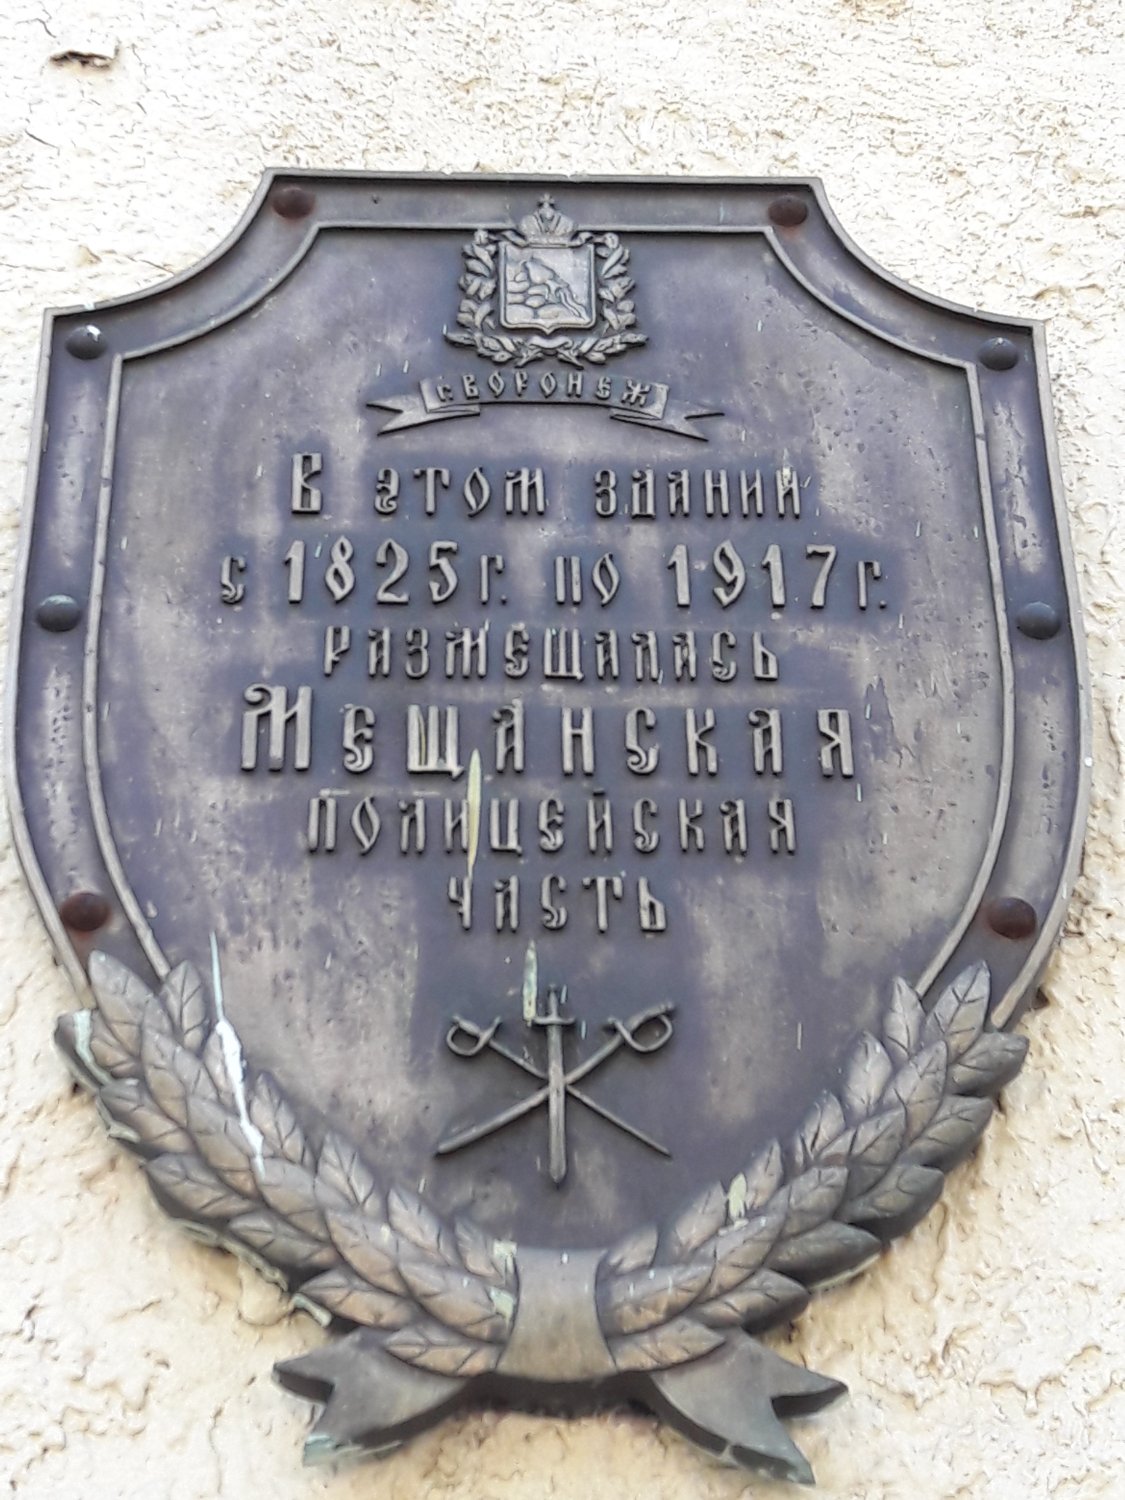 г. ВОРОНЕЖ
В этом здании
с 1825г. по 1917г.
размещалась
Мещанская
полицейская
часть